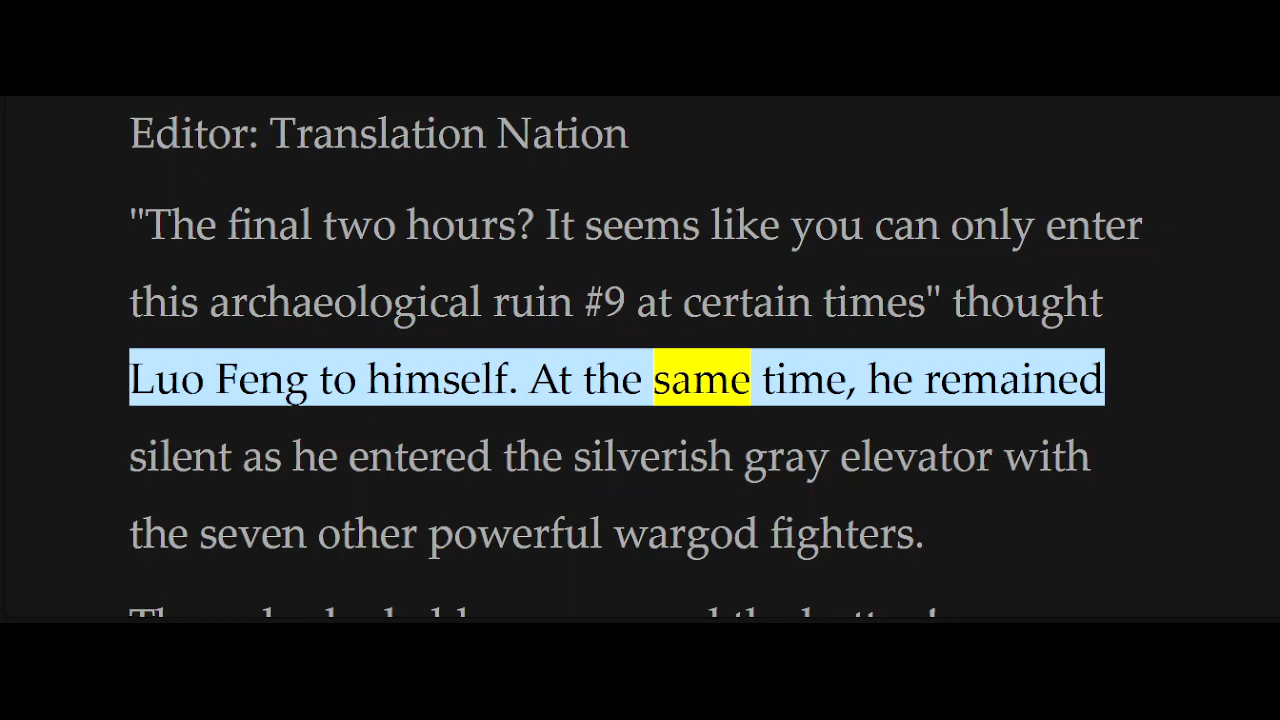 Editor: Translation Nation
"The final two hours? It seems like you can only enter
this archaeological ruin #9 at certain times" thought
Luo Feng to himself. At the same time, he remained
silent as he entered the silverish gray elevator with
the seven other powerful wargod fighters.